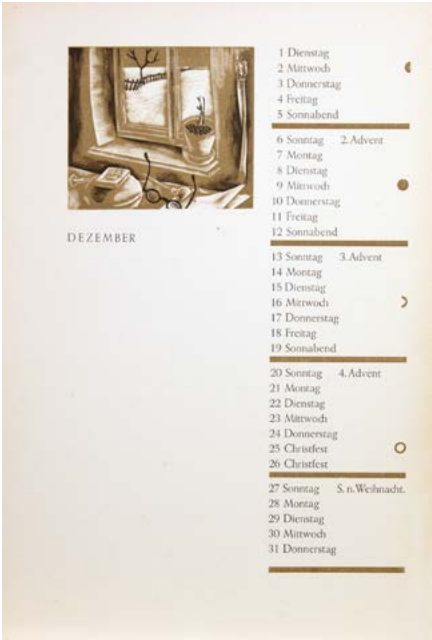 DEZEMBER
1 Dienstag
2 Mittwoch
3 Donnerstag
4 Freitag
5 Sonnabend
6 Sonntag 2. Advent
7 Montag
8 Dienstag
9 Mittwoch
10 Donnerstag
11 Freitag
12 Sonnabend
13 Sonntag 3. Advent
14 Montag
15 Dienstag
16 Mittwoch
17 Donnerstag
18 Freitag
19 Sonnabend
20 Sonntag 4. Advent
21 Montag
22 Dienstag
23 Mittwoch
24 Donnerstag
25 Christfest
26 Christfest
27 Sonntag S. n. Weihnacht.
28 Montag
29 Dienstag
30 Mittwoch
31 Donnerstag